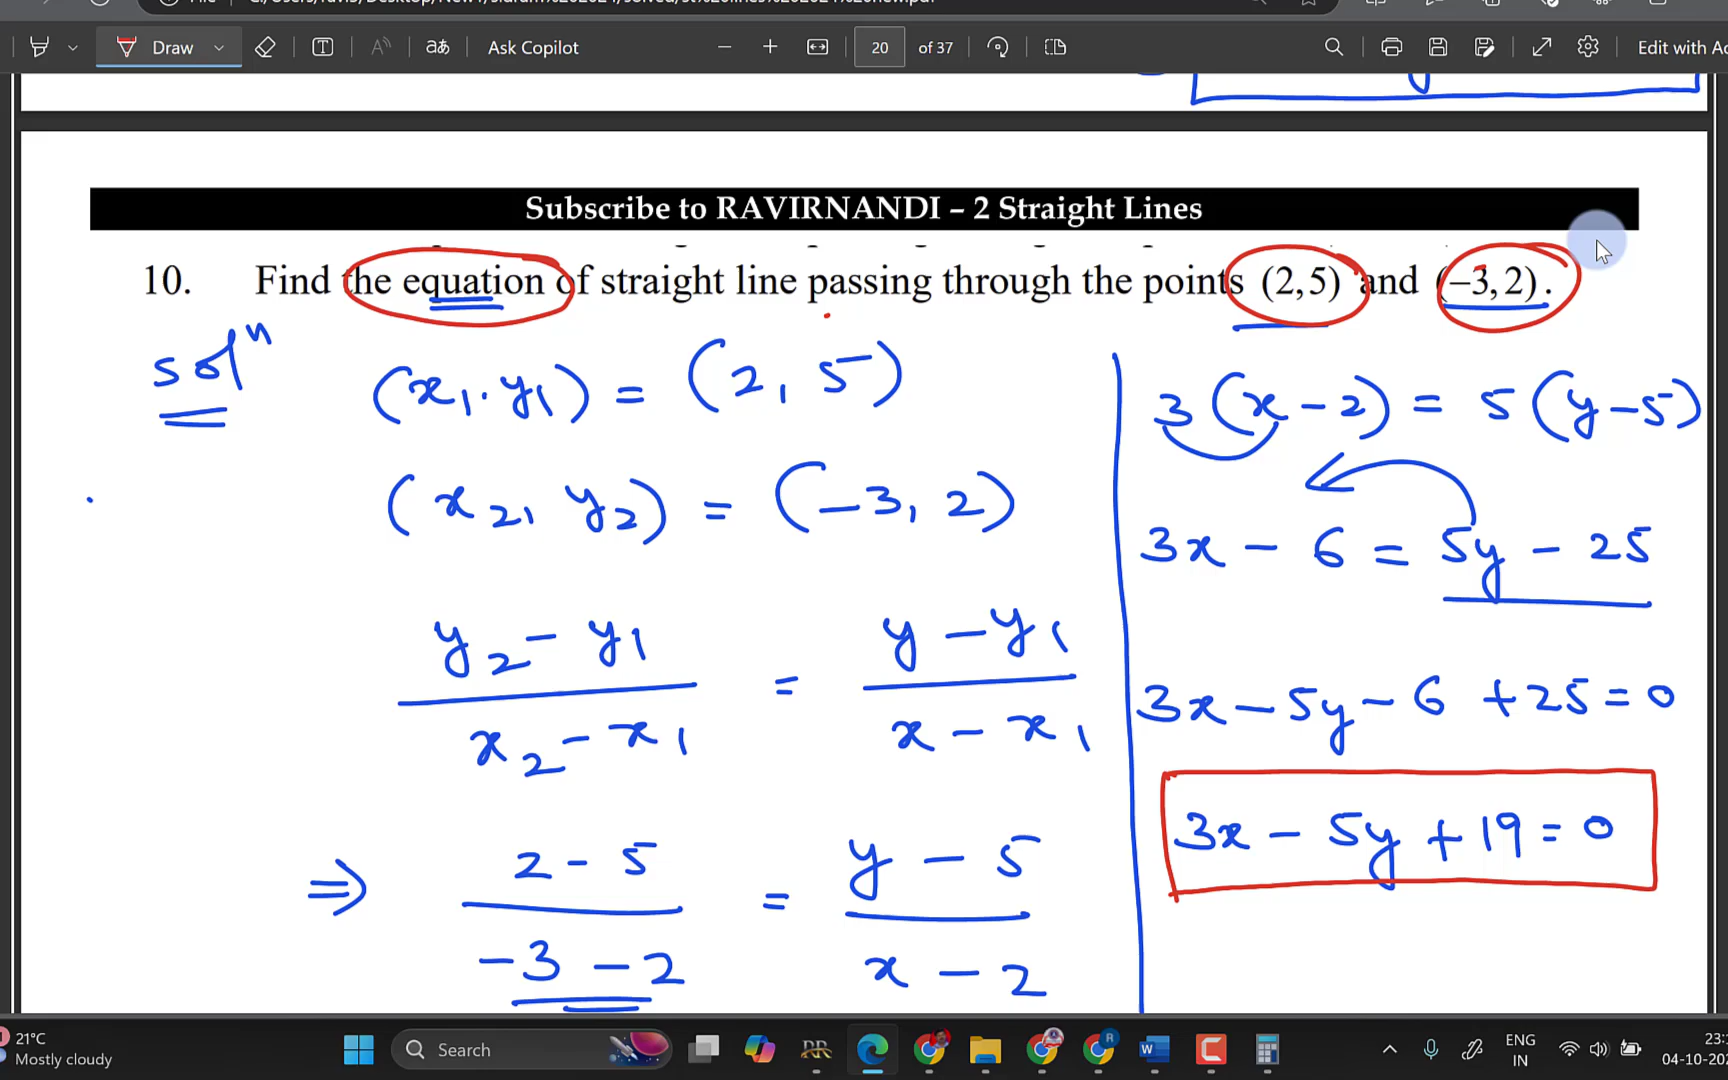 Draw
Ask Copilot
20 of 37
Edit with Ac
Subscribe to RAVIRNANDI – 2 Straight Lines
10. Find the equation of straight line passing through the points (2,5) and (−3,2).
solⁿ
(x₁, y₁) = (2, 5)
(x₂, y₂) = (−3, 2)
y₂ − y₁ / x₂ − x₁ = y − y₁ / x − x₁
⇒ 2 − 5 / −3 − 2 = y − 5 / x − 2
3(x − 2) = 5(y − 5)
3x − 6 = 5y − 25
3x − 5y − 6 + 25 = 0
3x − 5y + 19 = 0
21°C
Mostly cloudy
Search
ENG
IN
04-10-20